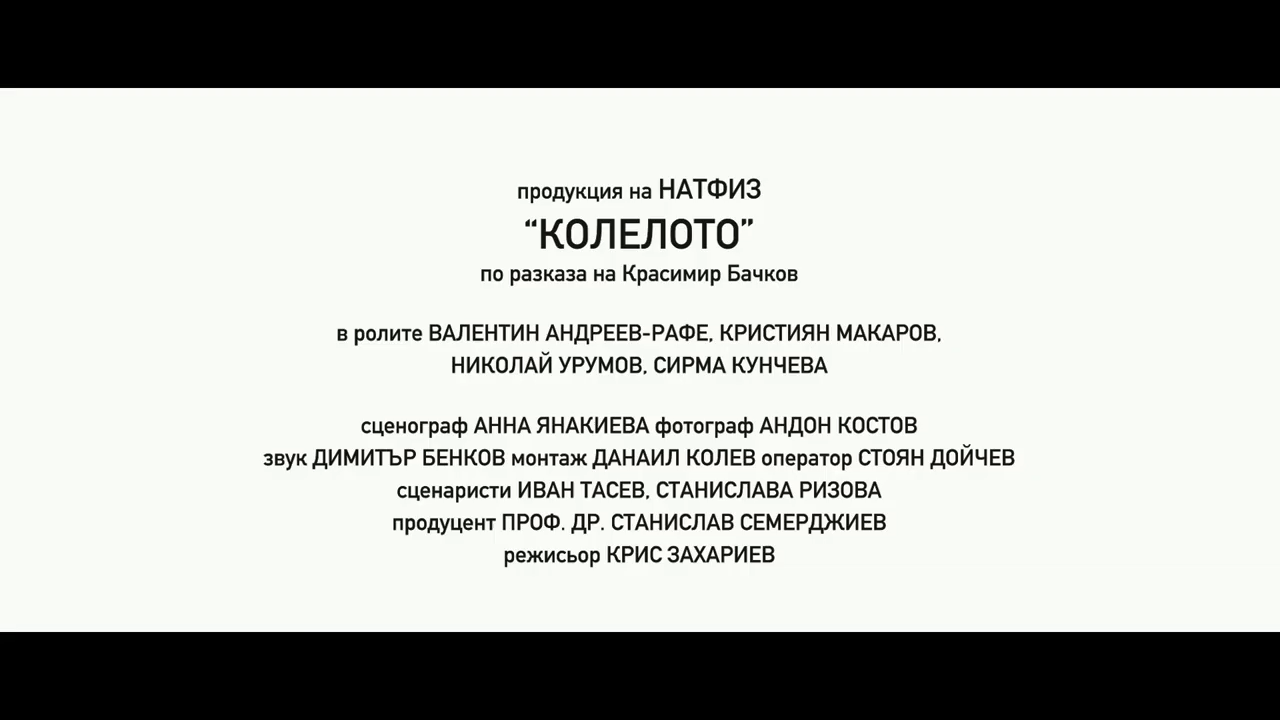 продукция на НАТФИЗ
“КОЛЕЛОТО”
по разказа на Красимир Бачков
в ролите ВАЛЕНТИН АНДРЕЕВ-РАФЕ, КРИСТИЯН МАКАРОВ,
НИКОЛАЙ УРУМОВ, СИРМА КУНЧЕВА
сценограф АННА ЯНАКИЕВА фотограф АНДОН КОСТОВ
звук ДИМИТЪР БЕНКОВ монтаж ДАНАИЛ КОЛЕВ оператор СТОЯН ДОЙЧЕВ
сценаристи ИВАН ТАСЕВ, СТАНИСЛАВА РИЗОВА
продуцент ПРОФ. ДР. СТАНИСЛАВ СЕМЕРДЖИЕВ
режисьор КРИС ЗАХАРИЕВ